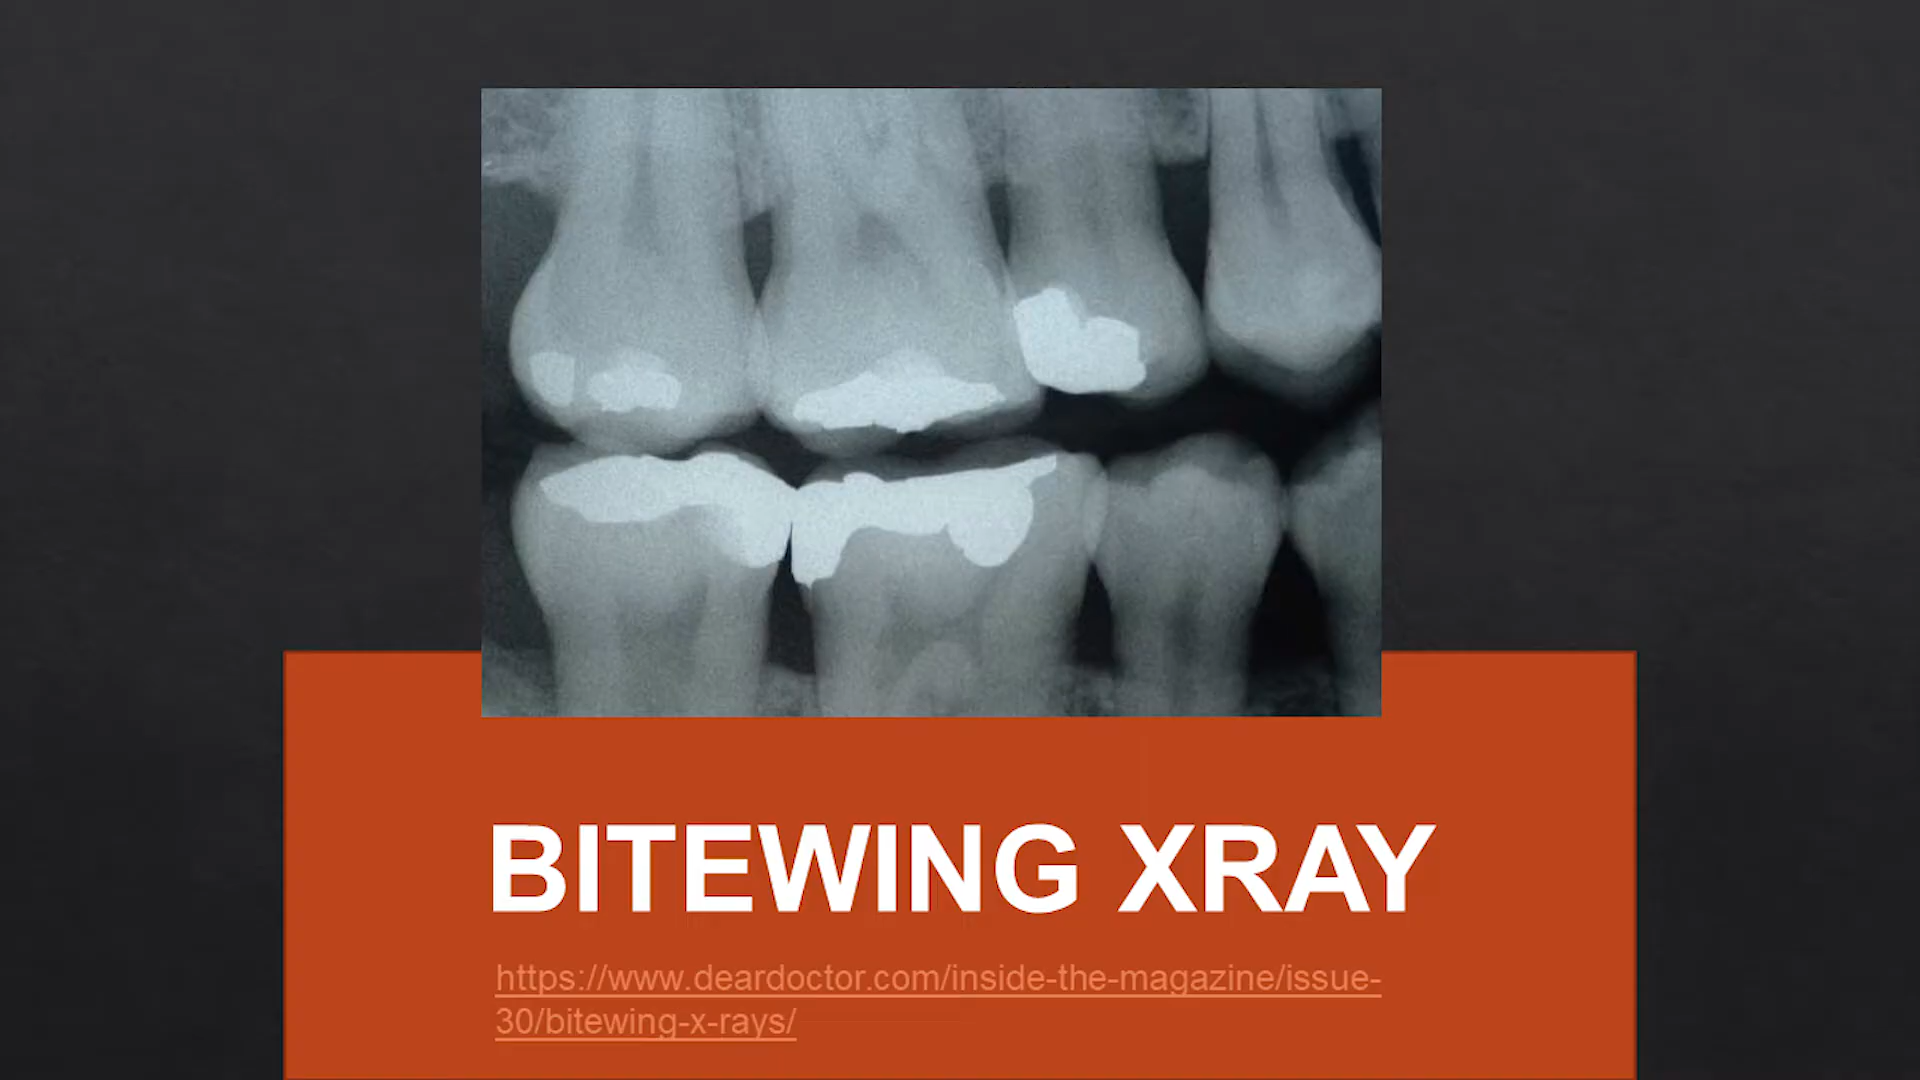 BITEWING XRAY
https://www.deardoctor.com/inside-the-magazine/issue-
30/bitewing-x-rays/